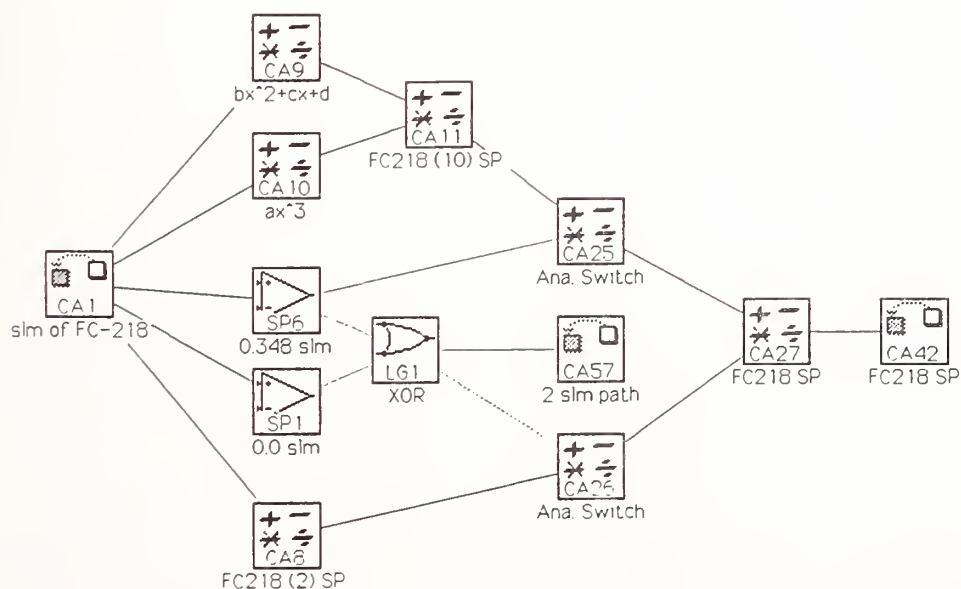 CA9
bx^2+cx+d
CA11
FC218 (10) SP
CA10
ax^3
CA25
Ana. Switch
CA1
slm of FC-218
SP6
0.348 slm
LG1
XOR
CA57
2 slm path
CA27
FC218 SP
CA42
FC218 SP
SP1
0.0 slm
CA26
Ana. Switch
CA8
FC218 (2) SP